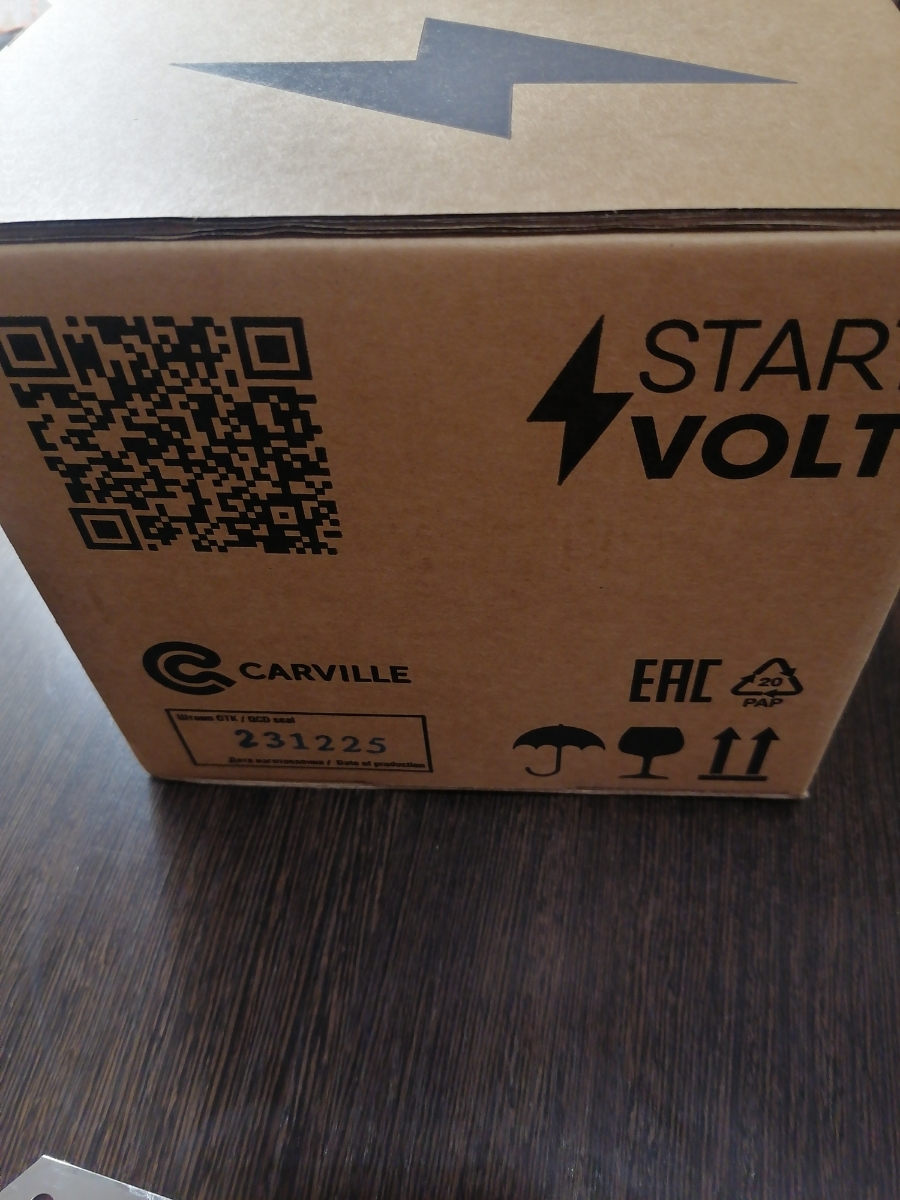 START
VOLT
CARVILLE
EAC
20
PAP
Штамп ОТК / QCD seal
231225
Дата изготовления / Date of production